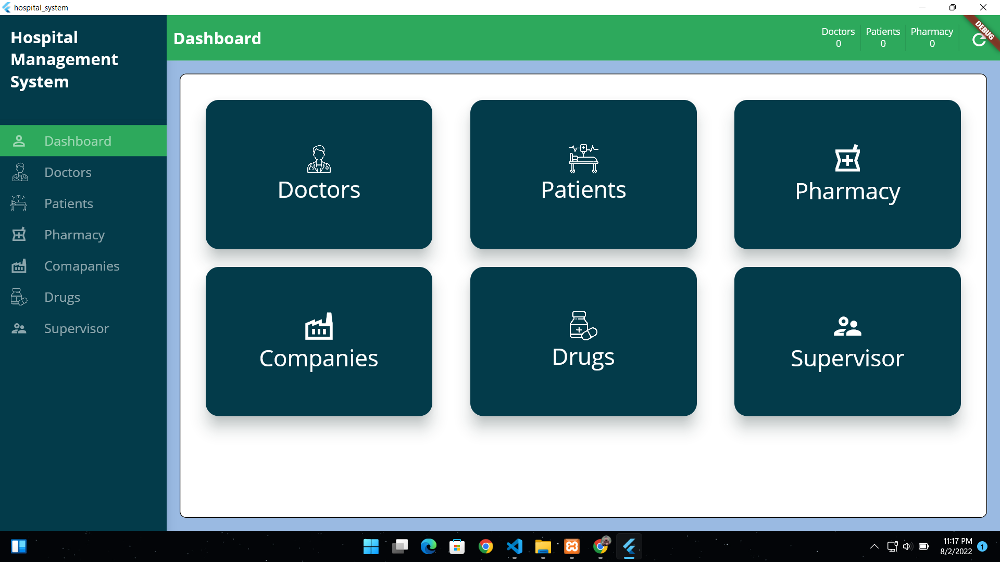 hospital_system
Hospital
Management
System
Dashboard
Doctors
0
Patients
0
Pharmacy
0
DEBUG
Dashboard
Doctors
Patients
Pharmacy
Comapanies
Drugs
Supervisor
Doctors
Patients
Pharmacy
Companies
Drugs
Supervisor
11:17 PM
8/2/2022
1